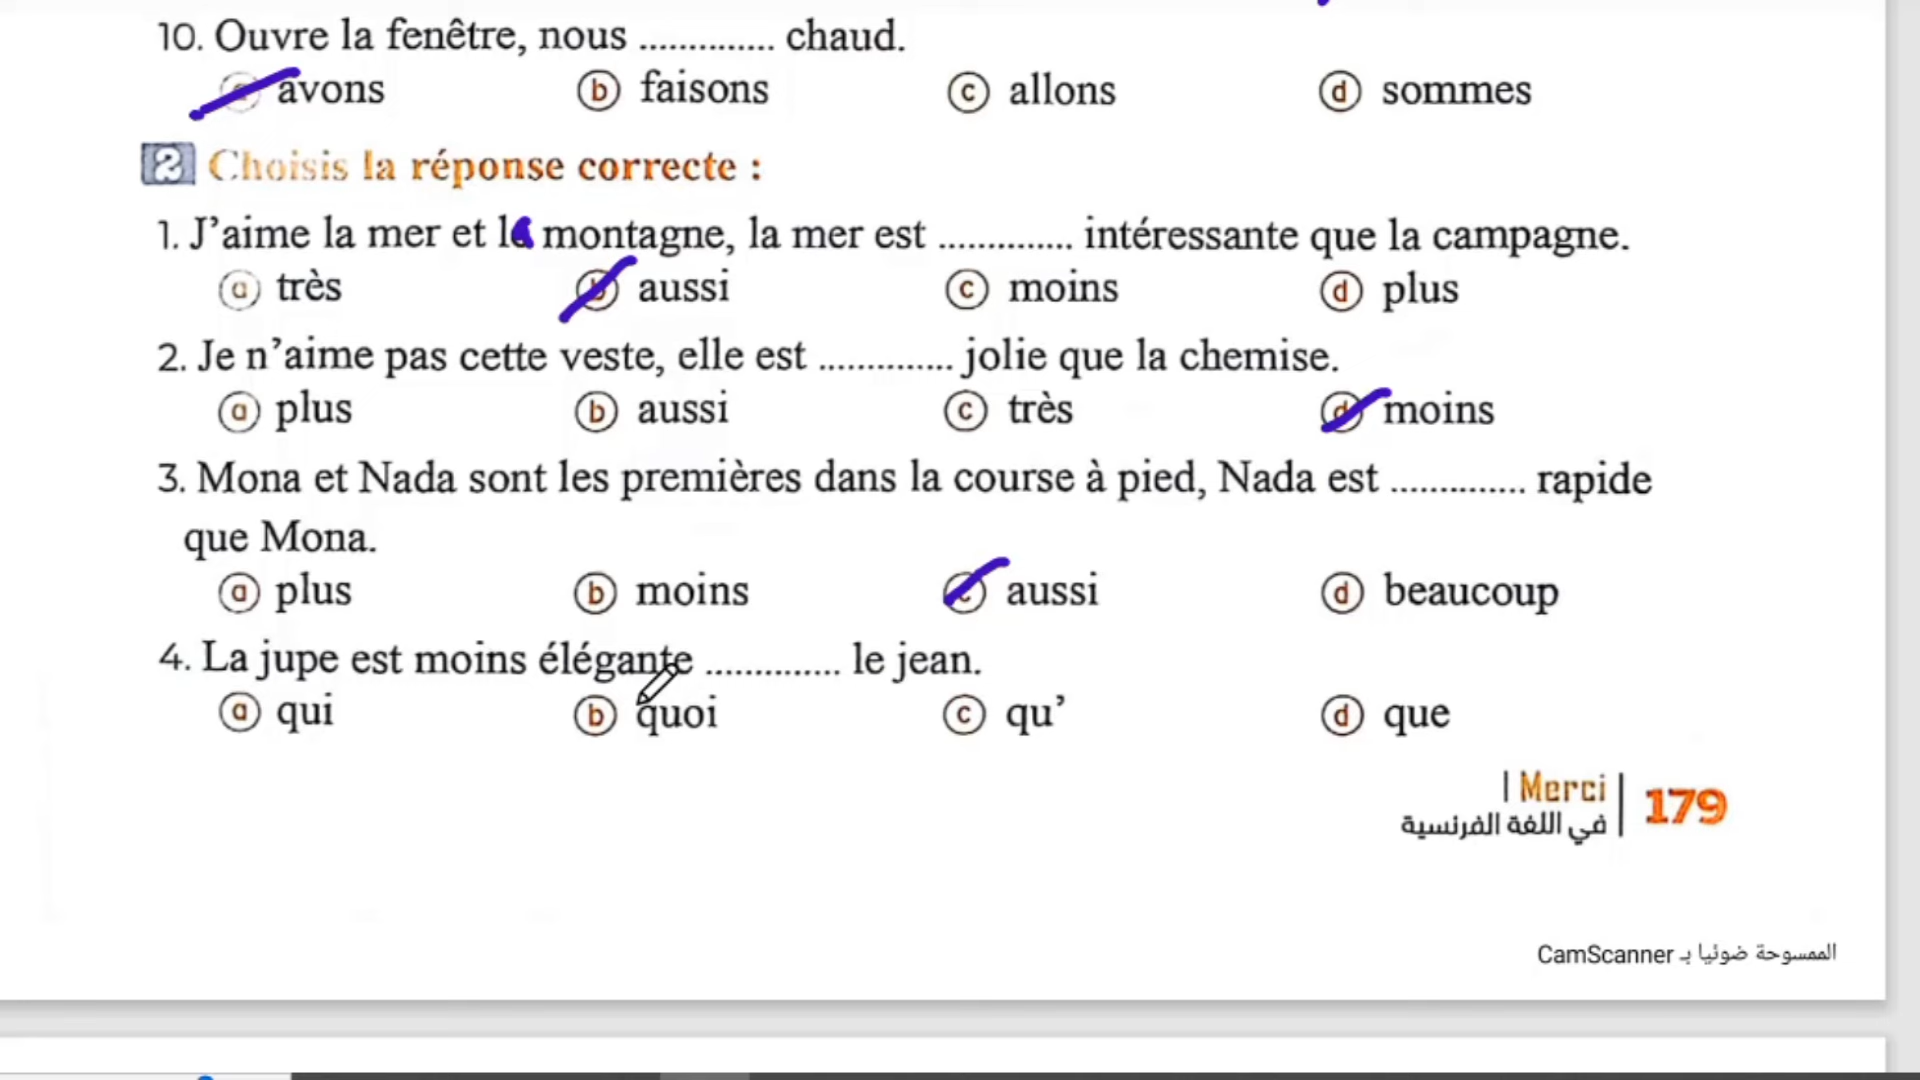 10. Ouvre la fenêtre, nous .............. chaud.
a avons b faisons c allons d sommes
2 Choisis la réponse correcte :
1. J'aime la mer et la montagne, la mer est .............. intéressante que la campagne.
a très b aussi c moins d plus
2. Je n'aime pas cette veste, elle est .............. jolie que la chemise.
a plus b aussi c très d moins
3. Mona et Nada sont les premières dans la course à pied, Nada est .............. rapide
que Mona.
a plus b moins c aussi d beaucoup
4. La jupe est moins élégante .............. le jean.
a qui b quoi c qu' d que
| Merci | 179
في اللغة الفرنسية
الممسوحة ضوئيا بـ CamScanner